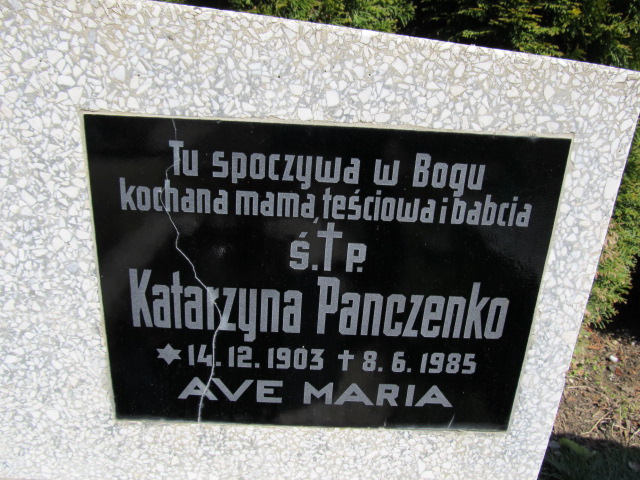 Tu spoczywa w Bogu
kochana mama, teściowa i babcia
Ś.†P.
Katarzyna Panczenko
✶14.12.1903 †8.6.1985
AVE MARIA